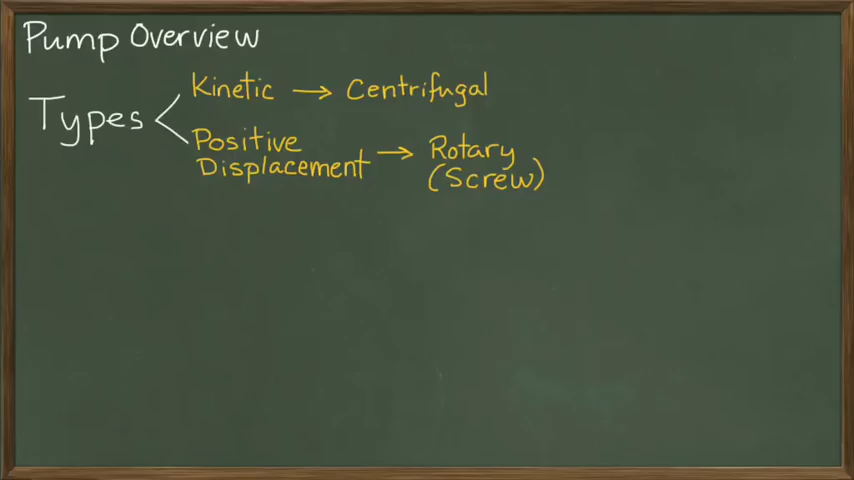 Pump Overview
Types
Kinetic → Centrifugal
Positive
Displacement → Rotary
(Screw)